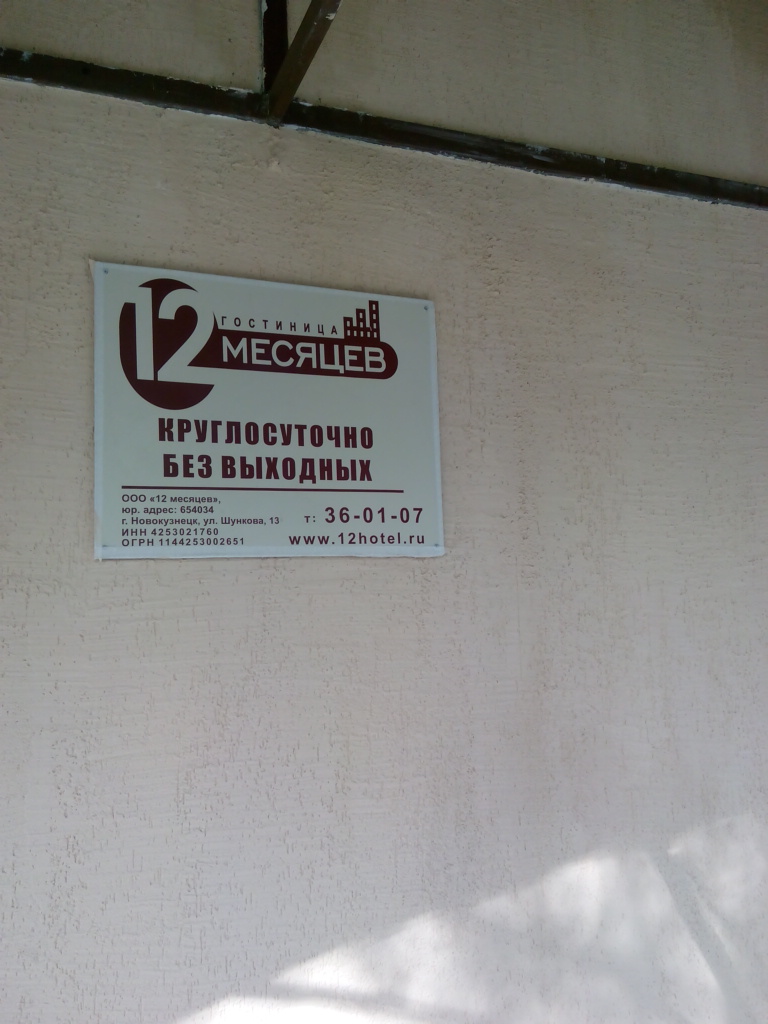 12
ГОСТИНИЦА
МЕСЯЦЕВ
КРУГЛОСУТОЧНО
БЕЗ ВЫХОДНЫХ
ООО «12 месяцев»,
юр. адрес: 654034
г. Новокузнецк, ул. Шункова, 13
ИНН 4253021760
ОГРН 1144253002651
т: 36-01-07
www.12hotel.ru